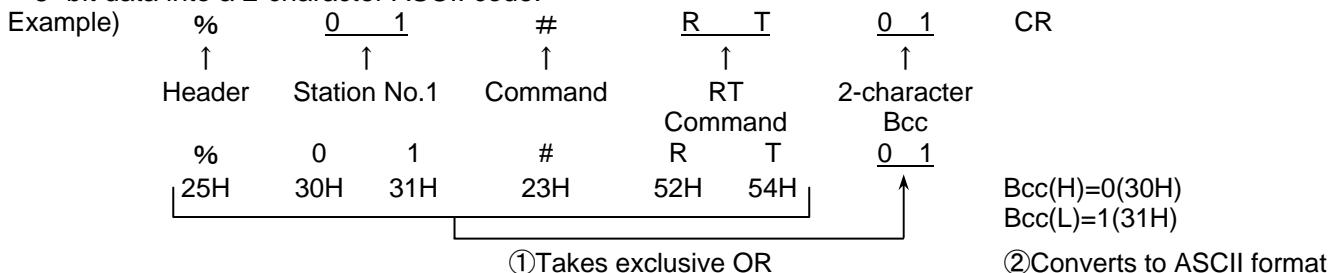 8- bit data into a 2-character ASCII code.
Example) % 0 1 # R T 0 1 CR
↑ ↑ ↑ ↑ ↑
Header Station No.1 Command RT 2-character
Command Bcc
% 0 1 # R T 0 1
25H 30H 31H 23H 52H 54H Bcc(H)=0(30H)
Bcc(L)=1(31H)
①Takes exclusive OR ②Converts to ASCII format